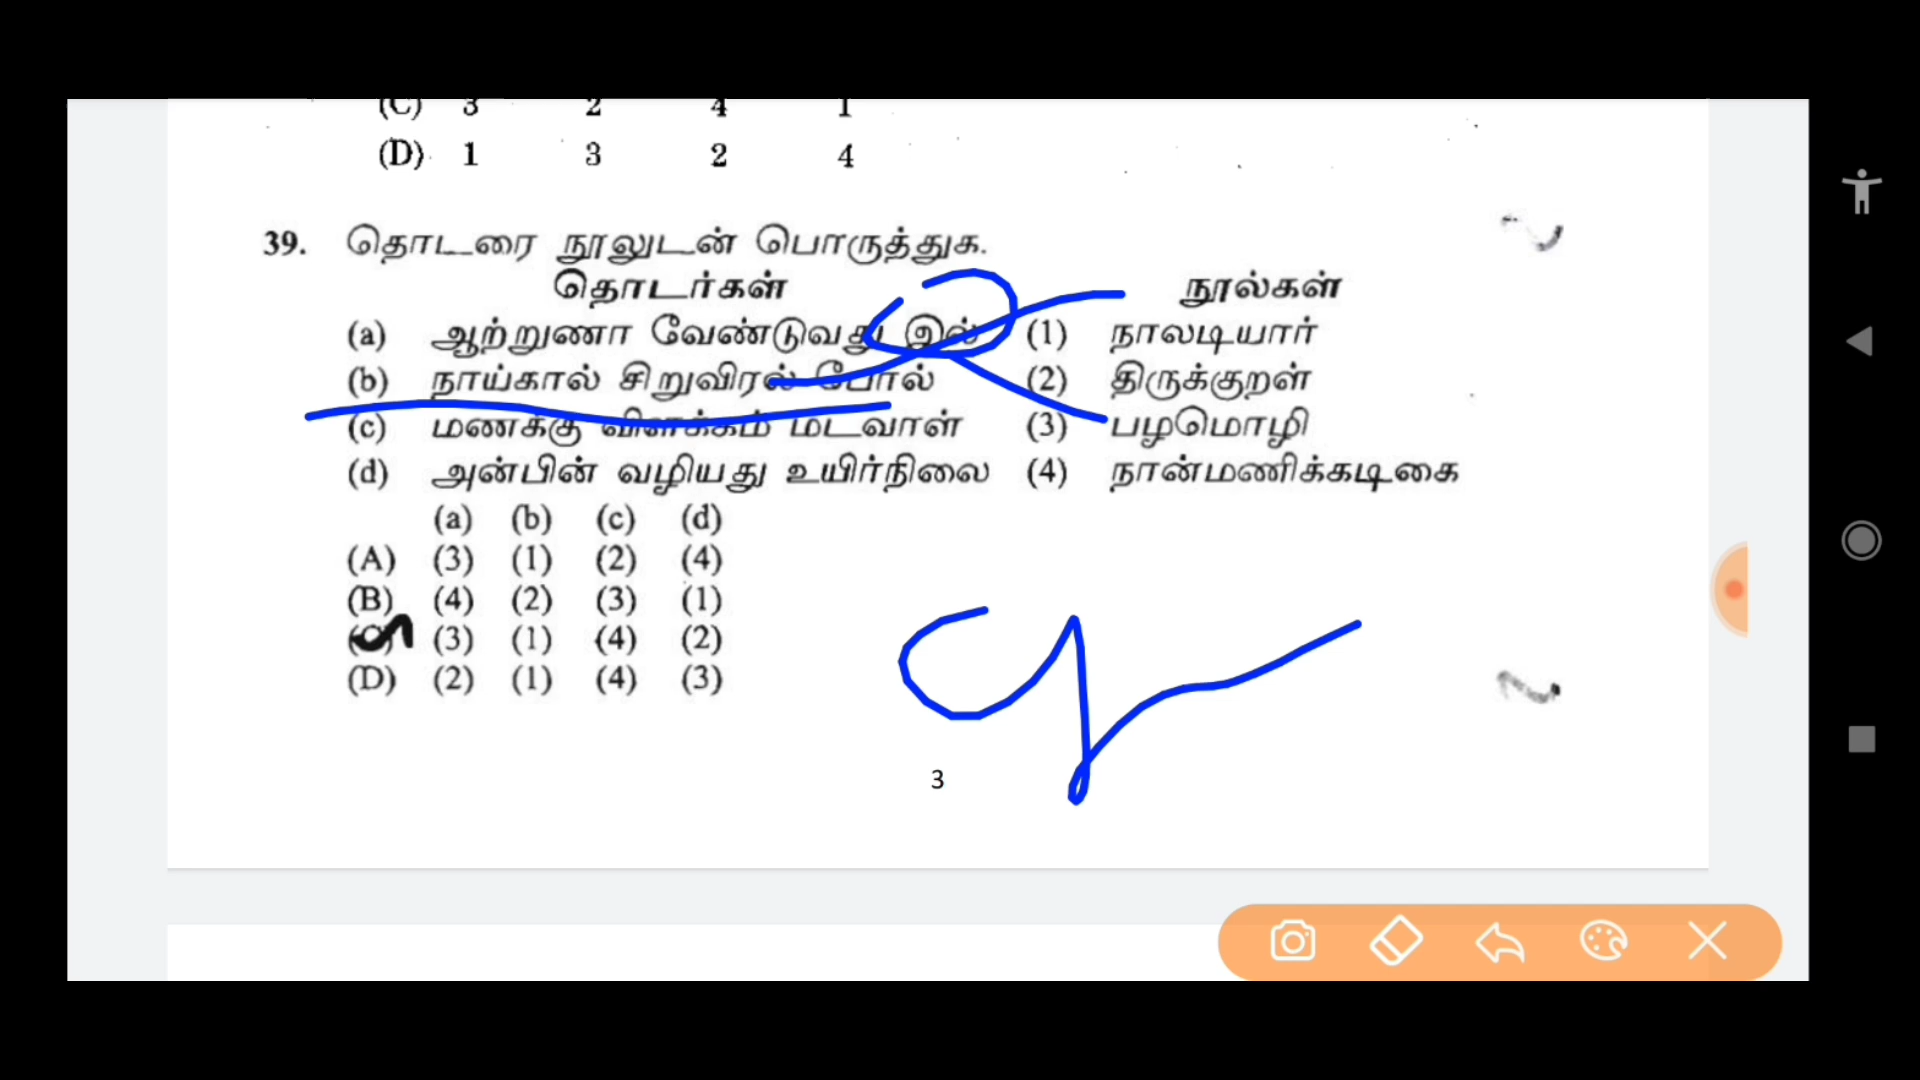 (C) 3 2 4 1
(D) 1 3 2 4
39. தொடரை நூலுடன் பொருத்துக.
தொடர்கள் நூல்கள்
(a) ஆற்றுணா வேண்டுவது இல் (1) நாலடியார்
(b) நாய்கால் சிறுவிரல் போல் (2) திருக்குறள்
(c) மணக்கு விளக்கம் மடவாள் (3) பழமொழி
(d) அன்பின் வழியது உயிர்நிலை (4) நான்மணிக்கடிகை
(a) (b) (c) (d)
(A) (3) (1) (2) (4)
(B) (4) (2) (3) (1)
(C) (3) (1) (4) (2)
(D) (2) (1) (4) (3)
3